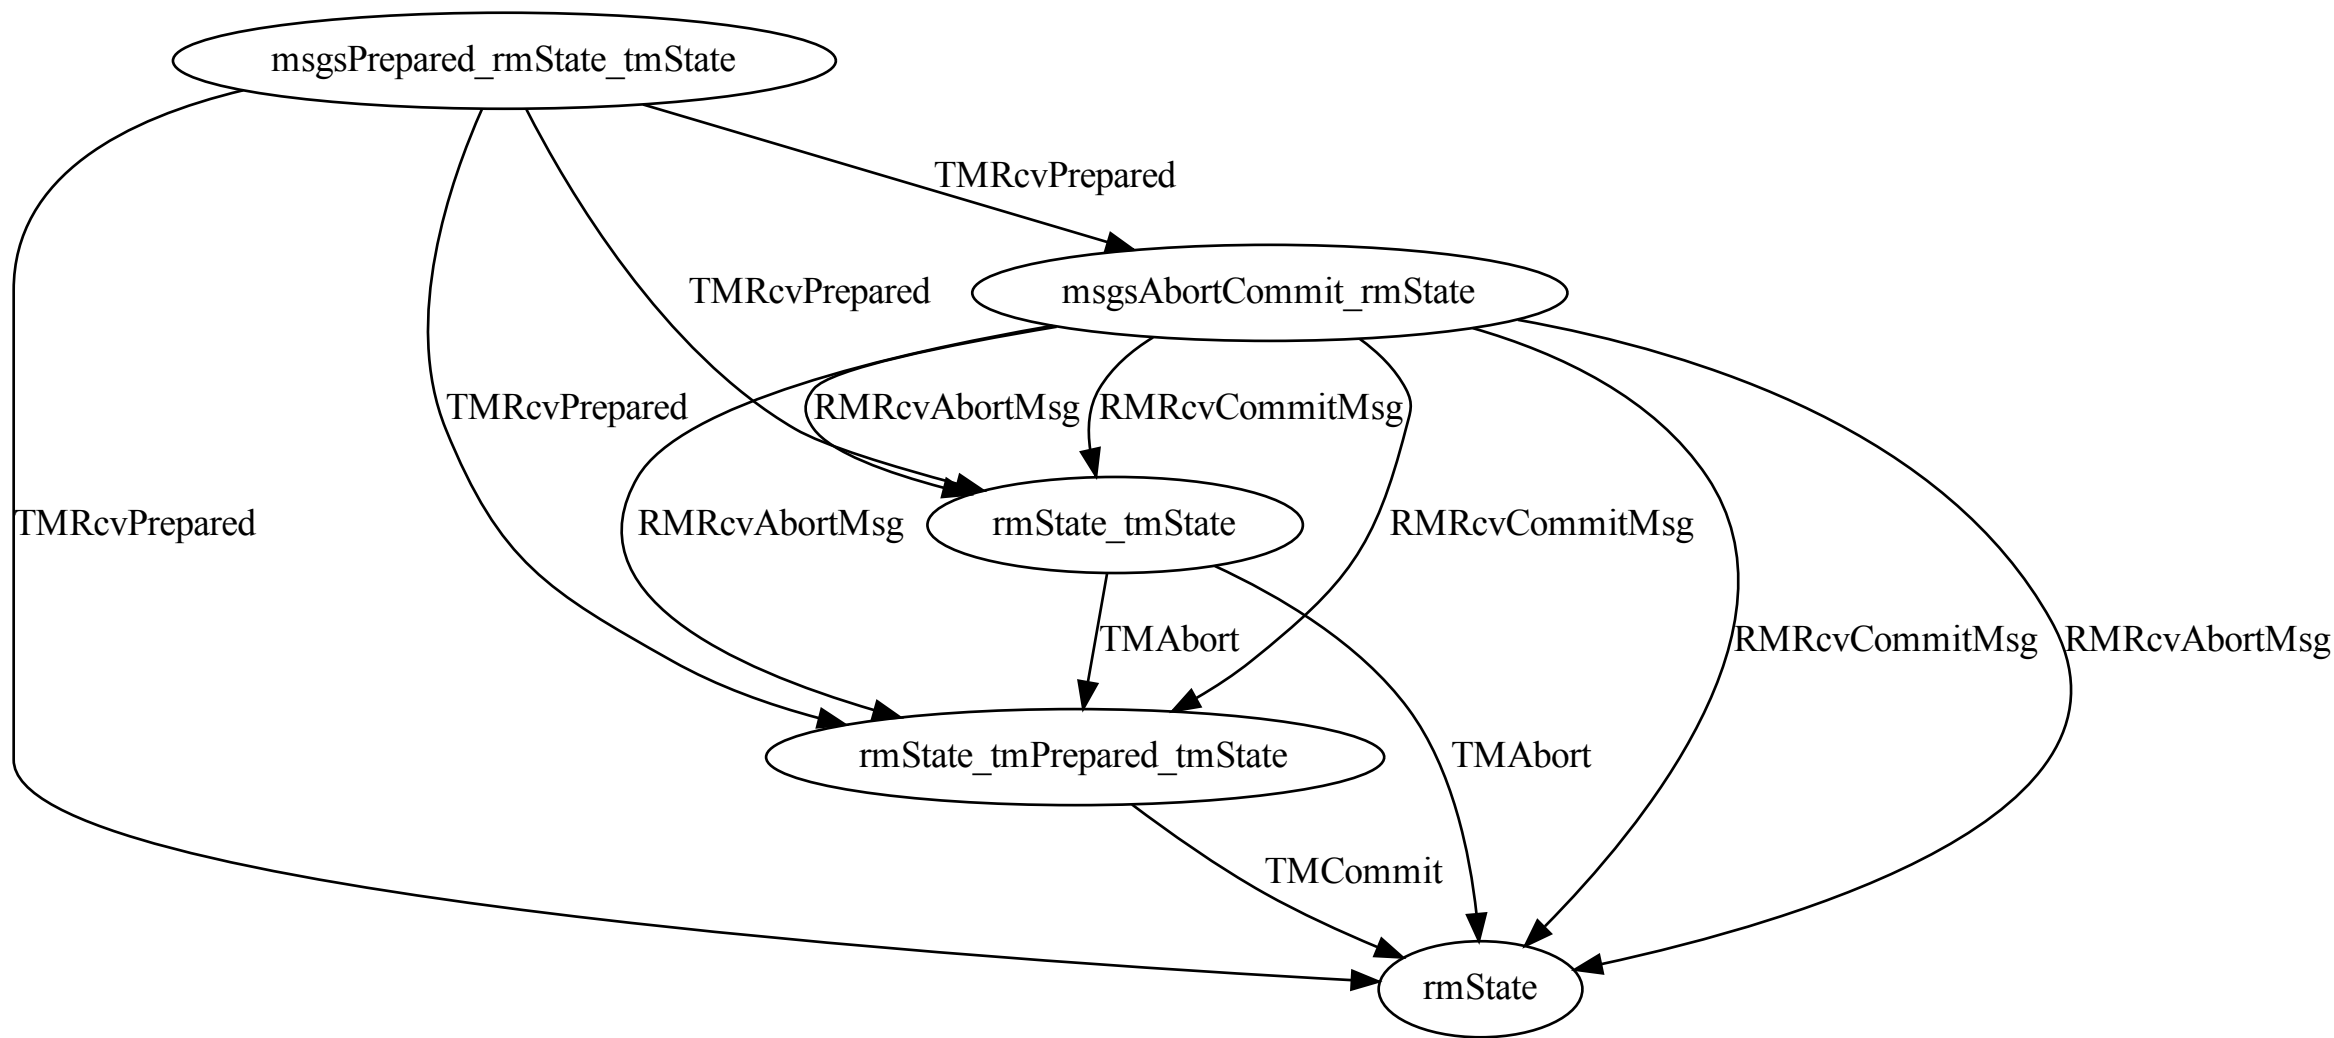 msgsPrepared_rmState_tmState
TMRcvPrepared
TMRcvPrepared
msgsAbortCommit_rmState
TMRcvPrepared
RMRcvAbortMsg
RMRcvCommitMsg
TMRcvPrepared
RMRcvAbortMsg
rmState_tmState
RMRcvCommitMsg
TMAbort
RMRcvCommitMsg
RMRcvAbortMsg
rmState_tmPrepared_tmState
TMAbort
TMCommit
rmState